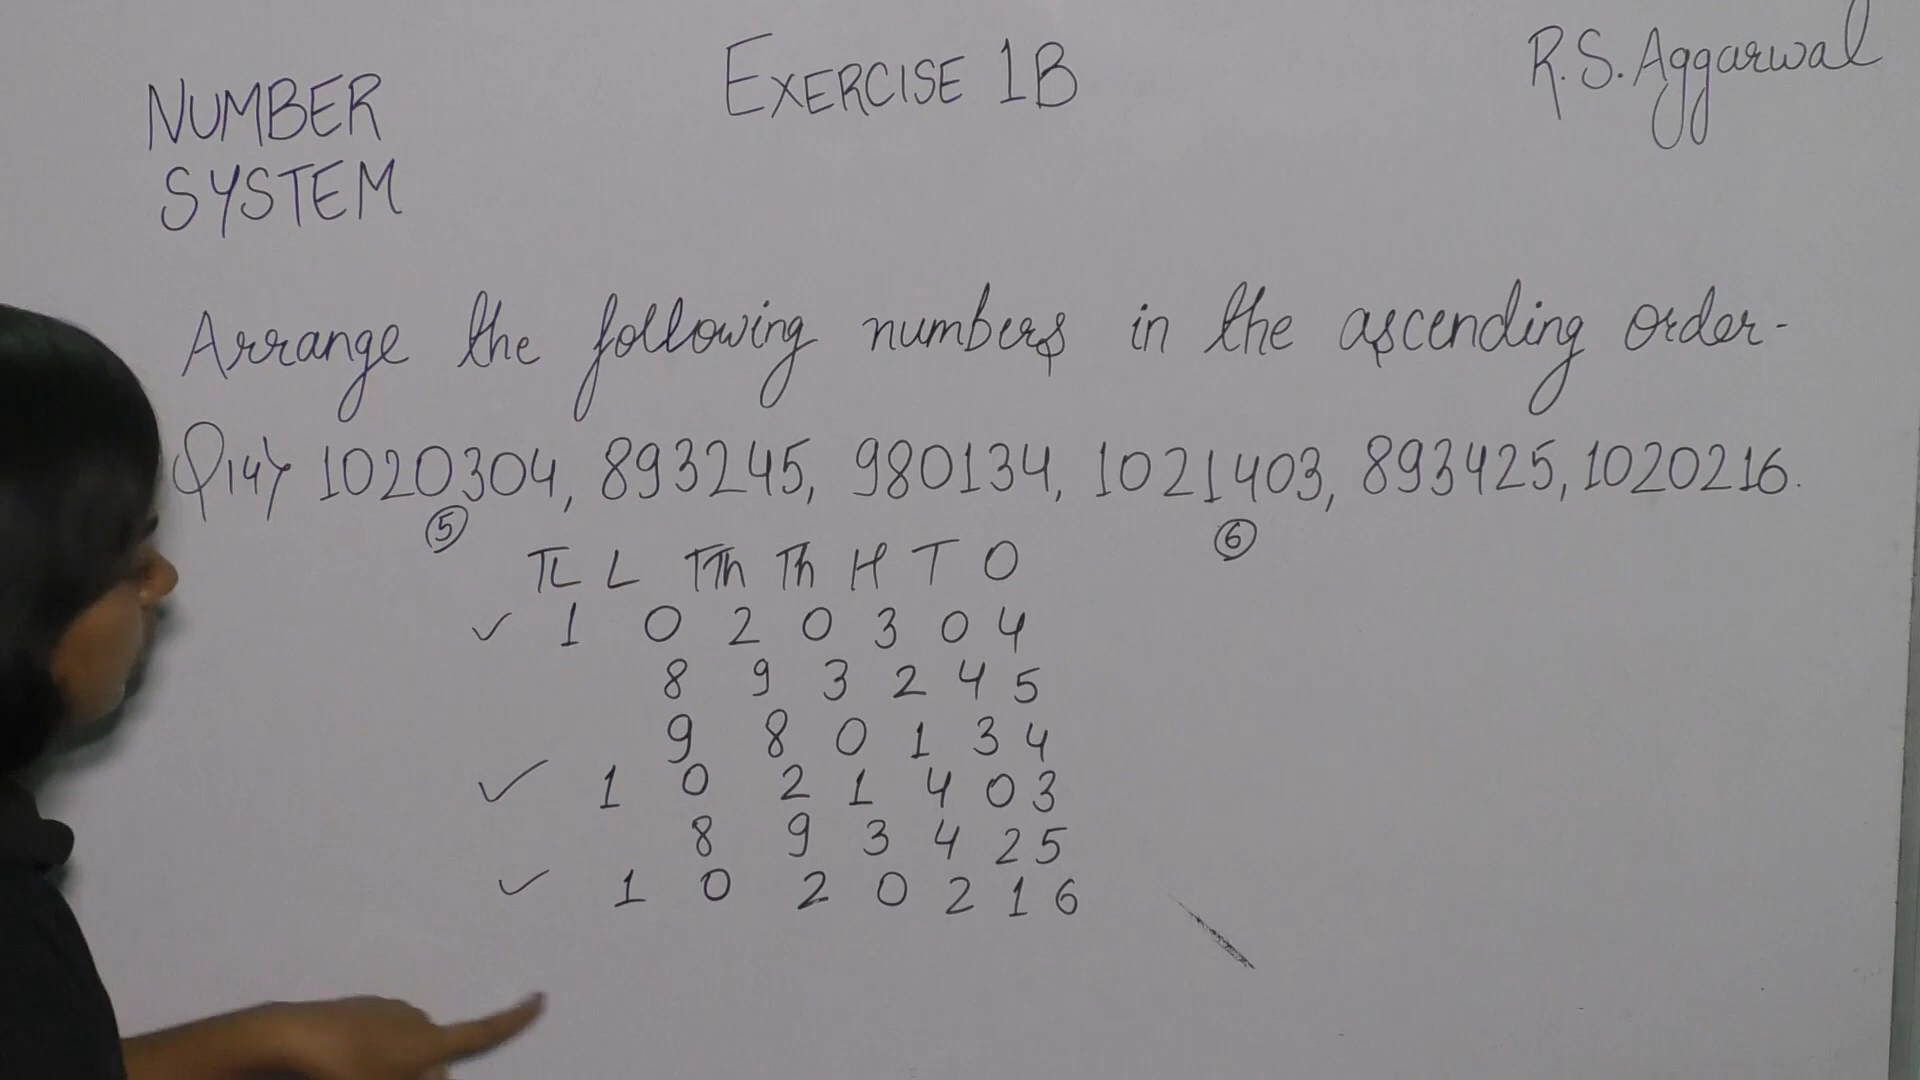 NUMBER SYSTEM
EXERCISE 1B
R.S. Aggarwal
Arrange the following numbers in the ascending order-
Q14> 1020304, 893245, 980134, 1021403, 893425, 1020216.
5 6
TL L TTh Th H T O
✓ 1 0 2 0 3 0 4
8 9 3 2 4 5
9 8 0 1 3 4
✓ 1 0 2 1 4 0 3
8 9 3 4 2 5
✓ 1 0 2 0 2 1 6